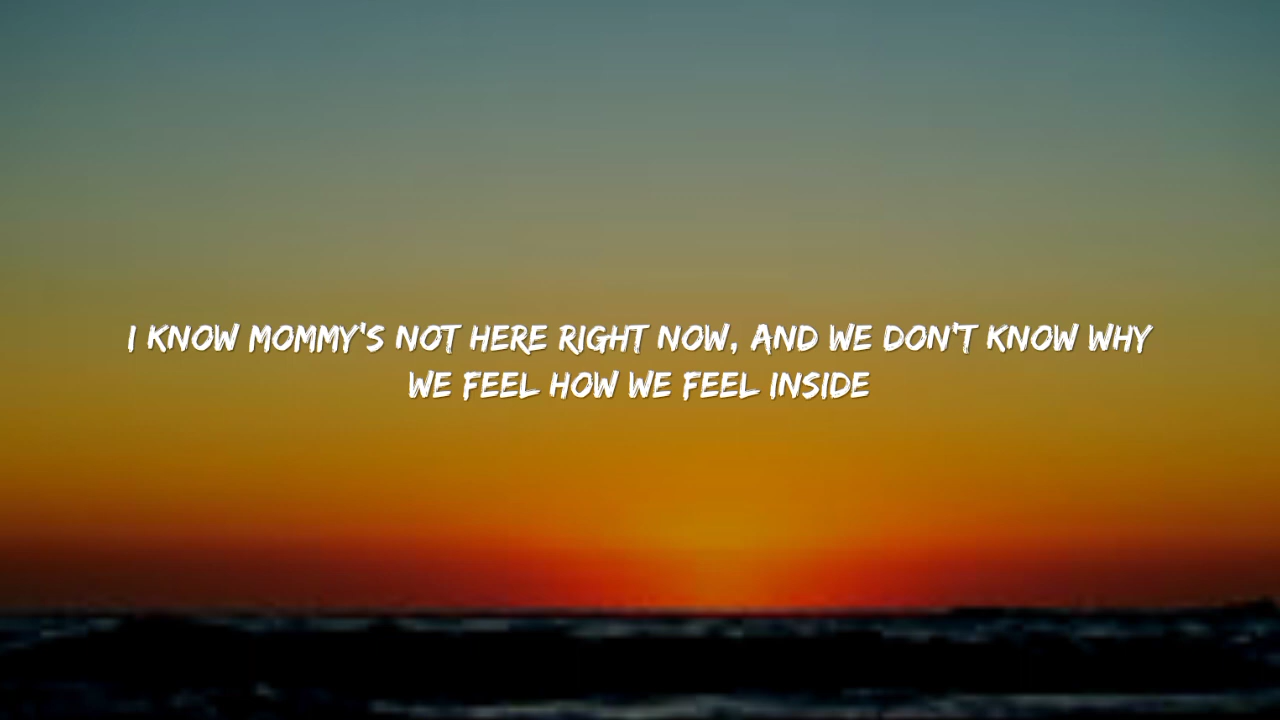 I KNOW MOMMY'S NOT HERE RIGHT NOW, AND WE DON'T KNOW WHY
WE FEEL HOW WE FEEL INSIDE